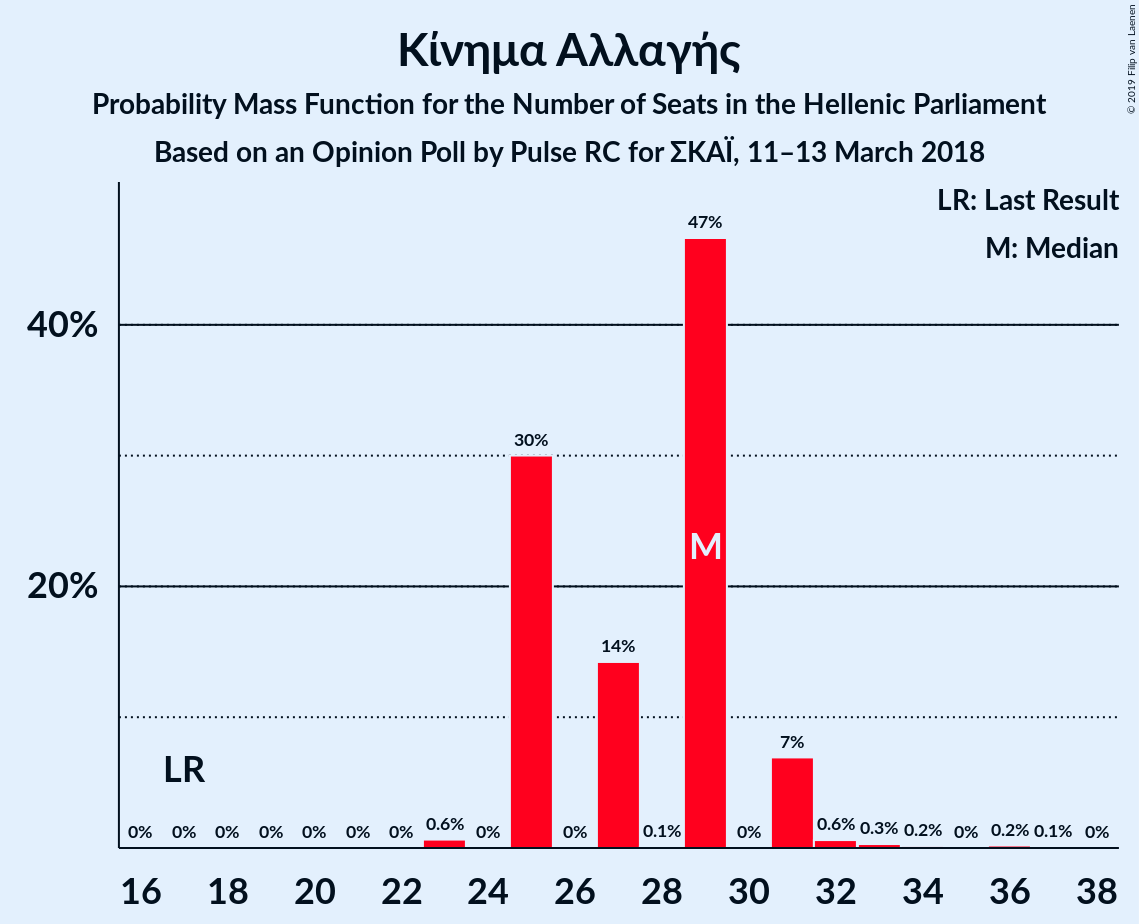 Κίνημα Αλλαγής
Probability Mass Function for the Number of Seats in the Hellenic Parliament
Based on an Opinion Poll by Pulse RC for ΣΚΑΪ, 11–13 March 2018
© 2019 Filip van Laenen
LR: Last Result
M: Median
47%
40%
30%
M
20%
14%
7%
LR
0% 0% 0% 0% 0% 0% 0% 0.6% 0% 0% 0.1% 0% 0.6% 0.3% 0.2% 0% 0.2% 0.1% 0%
16 18 20 22 24 26 28 30 32 34 36 38